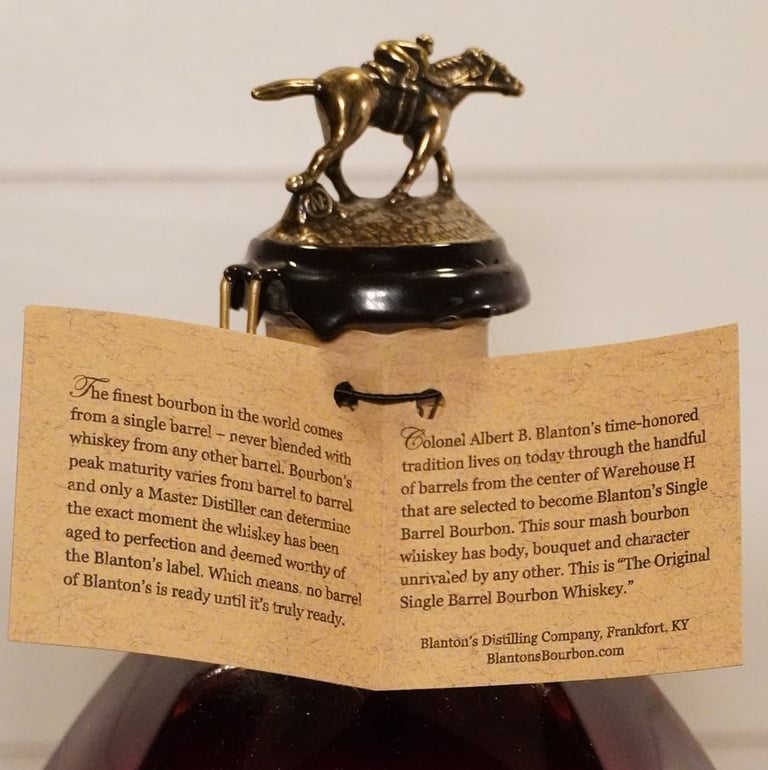 The finest bourbon in the world comes
from a single barrel – never blended with
whiskey from any other barrel. Bourbon's
peak maturity varies from barrel to barrel
and only a Master Distiller can determine
the exact moment the whiskey has been
aged to perfection and deemed worthy of
the Blanton's label. Which means, no barrel
of Blanton's is ready until it's truly ready.
Colonel Albert B. Blanton's time-honored
tradition lives on today through the handful
of barrels from the center of Warehouse H
that are selected to become Blanton's Single
Barrel Bourbon. This sour mash bourbon
whiskey has body, bouquet and character
unrivaled by any other. This is “The Original
Single Barrel Bourbon Whiskey.”
Blanton's Distilling Company, Frankfort, KY
BlantonsBourbon.com
N